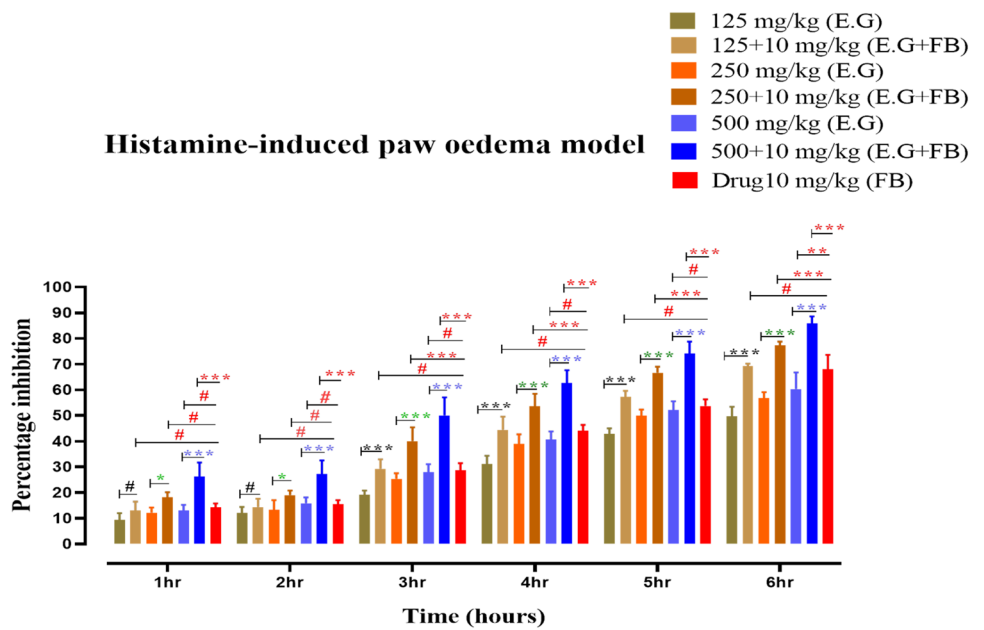 125 mg/kg (E.G)
125+10 mg/kg (E.G+FB)
250 mg/kg (E.G)
250+10 mg/kg (E.G+FB)
500 mg/kg (E.G)
500+10 mg/kg (E.G+FB)
Drug10 mg/kg (FB)
Histamine-induced paw oedema model
Percentage inhibition
100
90
80
70
60
50
40
30
20
10
0
# * *** # # # ***
# * *** # # # ***
*** *** *** # *** # ***
*** *** *** # *** # ***
*** *** *** # *** # ***
*** *** *** # *** ** ***
1hr 2hr 3hr 4hr 5hr 6hr
Time (hours)